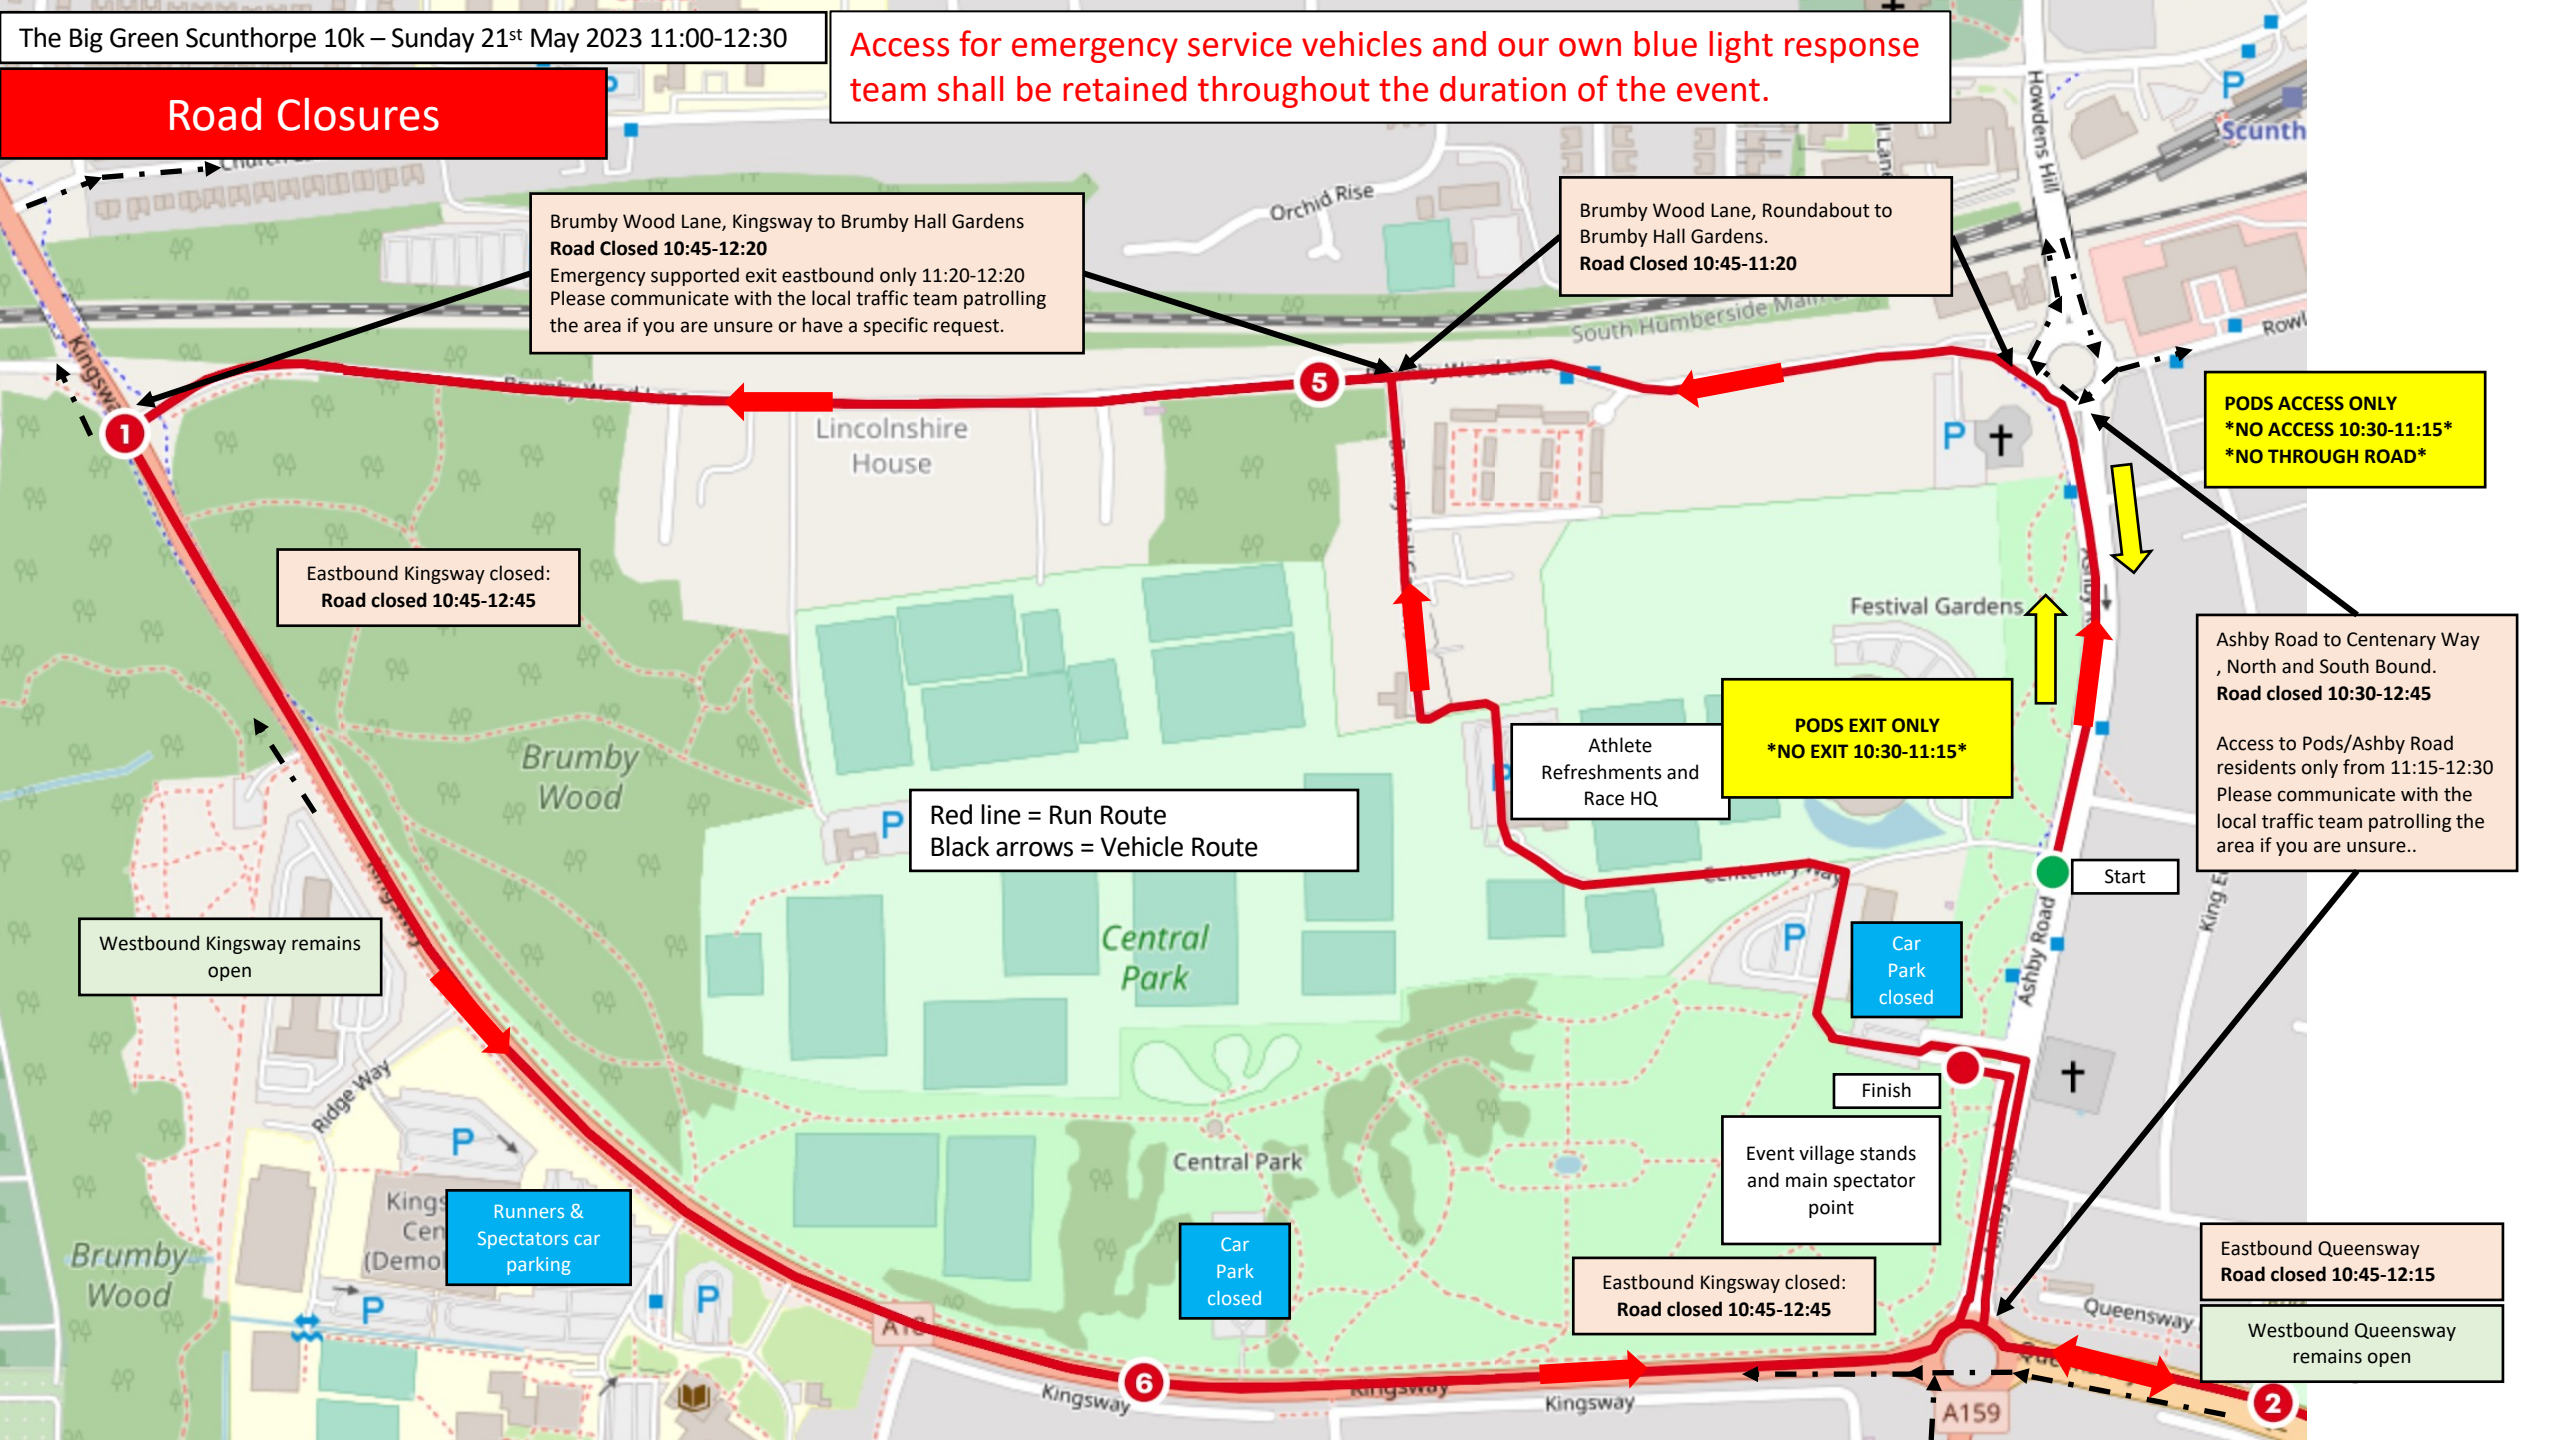 The Big Green Scunthorpe 10k – Sunday 21st May 2023 11:00-12:30
Access for emergency service vehicles and our own blue light response
team shall be retained throughout the duration of the event.
Road Closures
Howdens Hill
P
P
Orchid Rise
Brumby Wood Lane, Kingsway to Brumby Hall Gardens
Road Closed 10:45-12:20
Emergency supported exit eastbound only 11:20-12:20
Please communicate with the local traffic team patrolling
the area if you are unsure or have a specific request.
Brumby Wood Lane, Roundabout to
Brumby Hall Gardens.
Road Closed 10:45-11:20
South Humberside Main
Kingsway
5
1
Lincolnshire
House
P
PODS ACCESS ONLY
*NO ACCESS 10:30-11:15*
*NO THROUGH ROAD*
Eastbound Kingsway closed:
Road closed 10:45-12:45
Festival Gardens
Ashby Road to Centenary Way
, North and South Bound.
Road closed 10:30-12:45
Access to Pods/Ashby Road
residents only from 11:15-12:30
Please communicate with the
local traffic team patrolling the
area if you are unsure..
PODS EXIT ONLY
*NO EXIT 10:30-11:15*
Athlete
Refreshments and
Race HQ
Brumby
Wood
P
Red line = Run Route
Black arrows = Vehicle Route
Centenary Way
Start
Ashby Road
Westbound Kingsway remains
open
Kingsway
Central
Park
P
Car
Park
closed
Ridge Way
P
Finish
Event village stands
and main spectator
point
Central Park
Runners &
Spectators car
parking
Brumby
Wood
P
P
Car
Park
closed
Eastbound Kingsway closed:
Road closed 10:45-12:45
Eastbound Queensway
Road closed 10:45-12:15
Queensway
Westbound Queensway
remains open
A18
6
Kingsway
Kingsway
Kingsway
A159
2